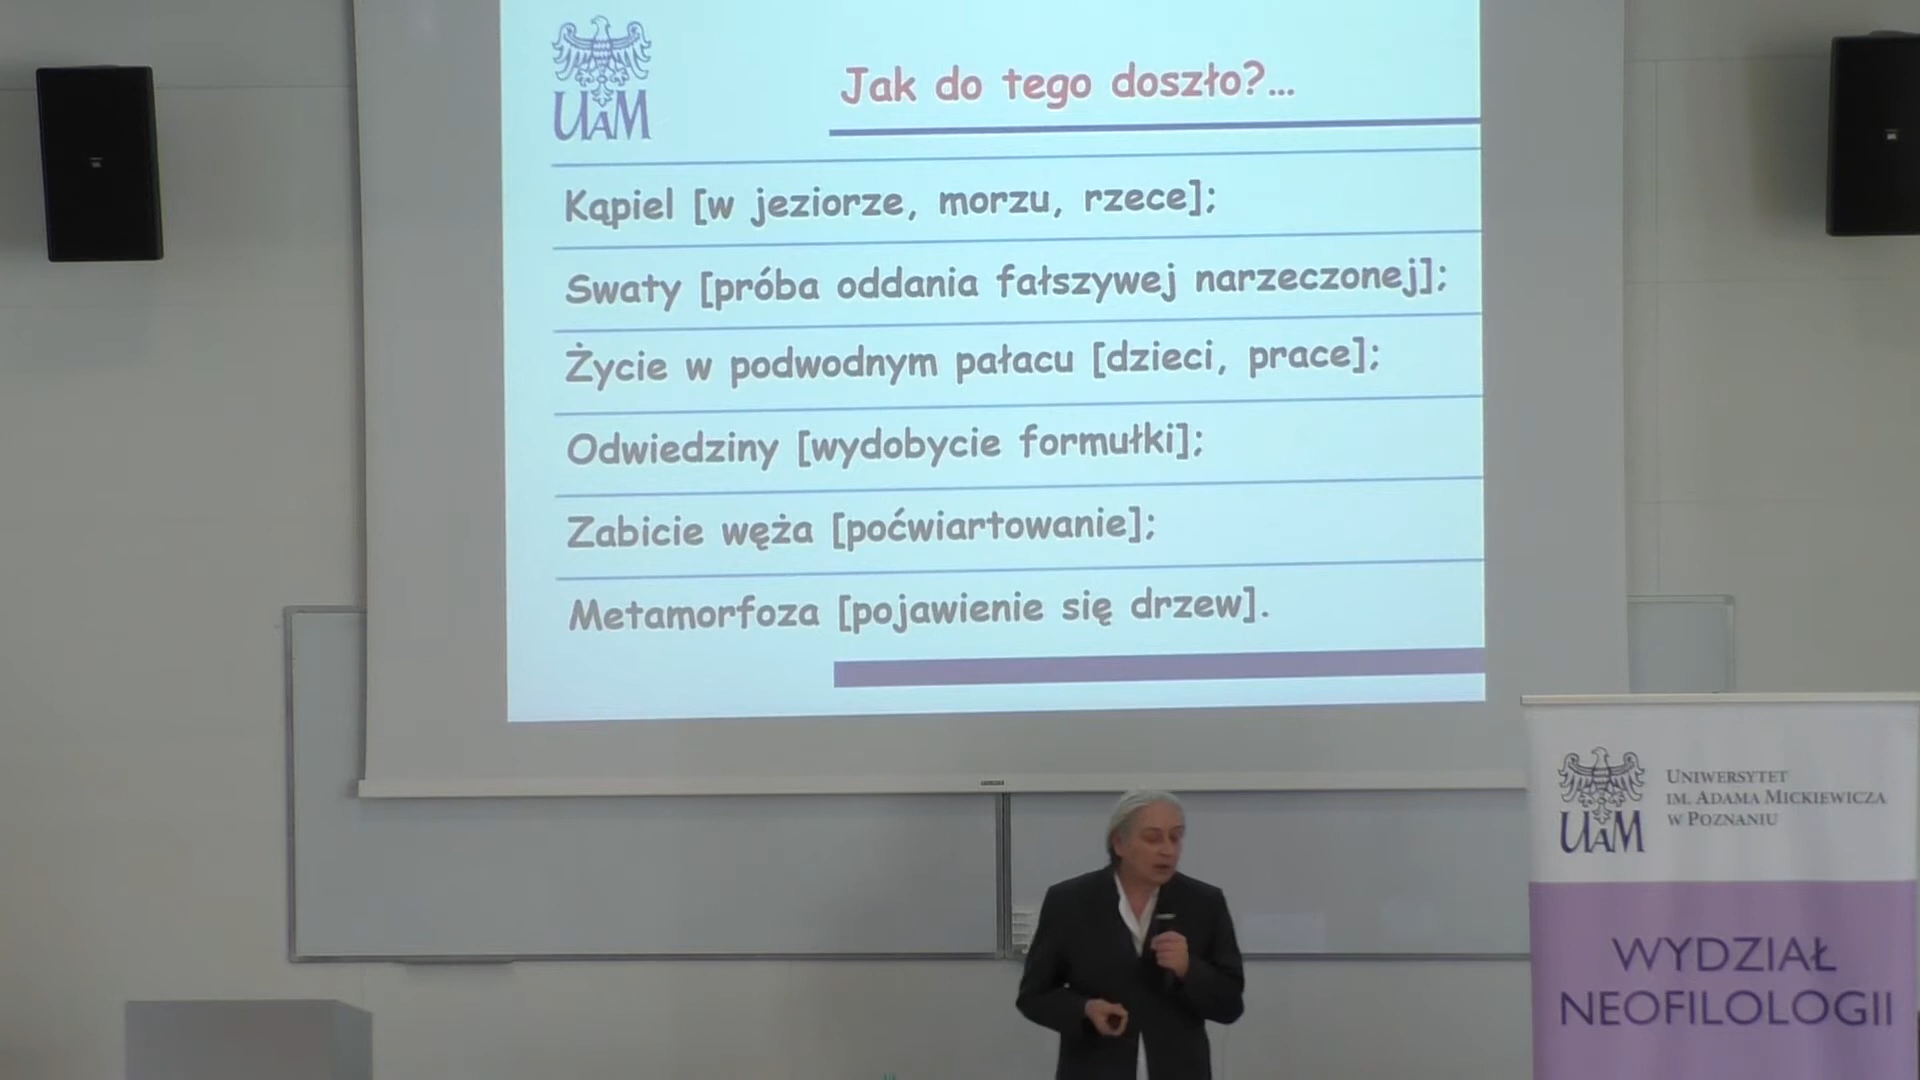 UAM
Jak do tego doszło?...
Kąpiel [w jeziorze, morzu, rzece];
Swaty [próba oddania fałszywej narzeczonej];
Życie w podwodnym pałacu [dzieci, prace];
Odwiedziny [wydobycie formułki];
Zabicie węża [poćwiartowanie];
Metamorfoza [pojawienie się drzew].
UAM
UNIWERSYTET
IM. ADAMA MICKIEWICZA
W POZNANIU
WYDZIAŁ
NEOFILOLOGII